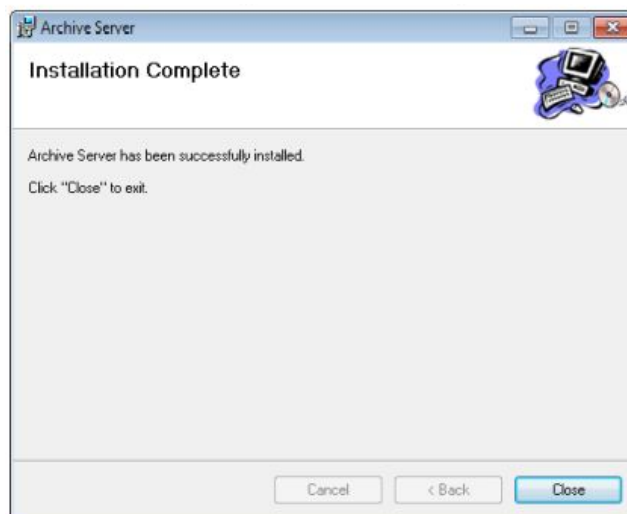 Archive Server
Installation Complete
Archive Server has been successfully installed.
Click "Close" to exit.
Cancel
< Back
Close